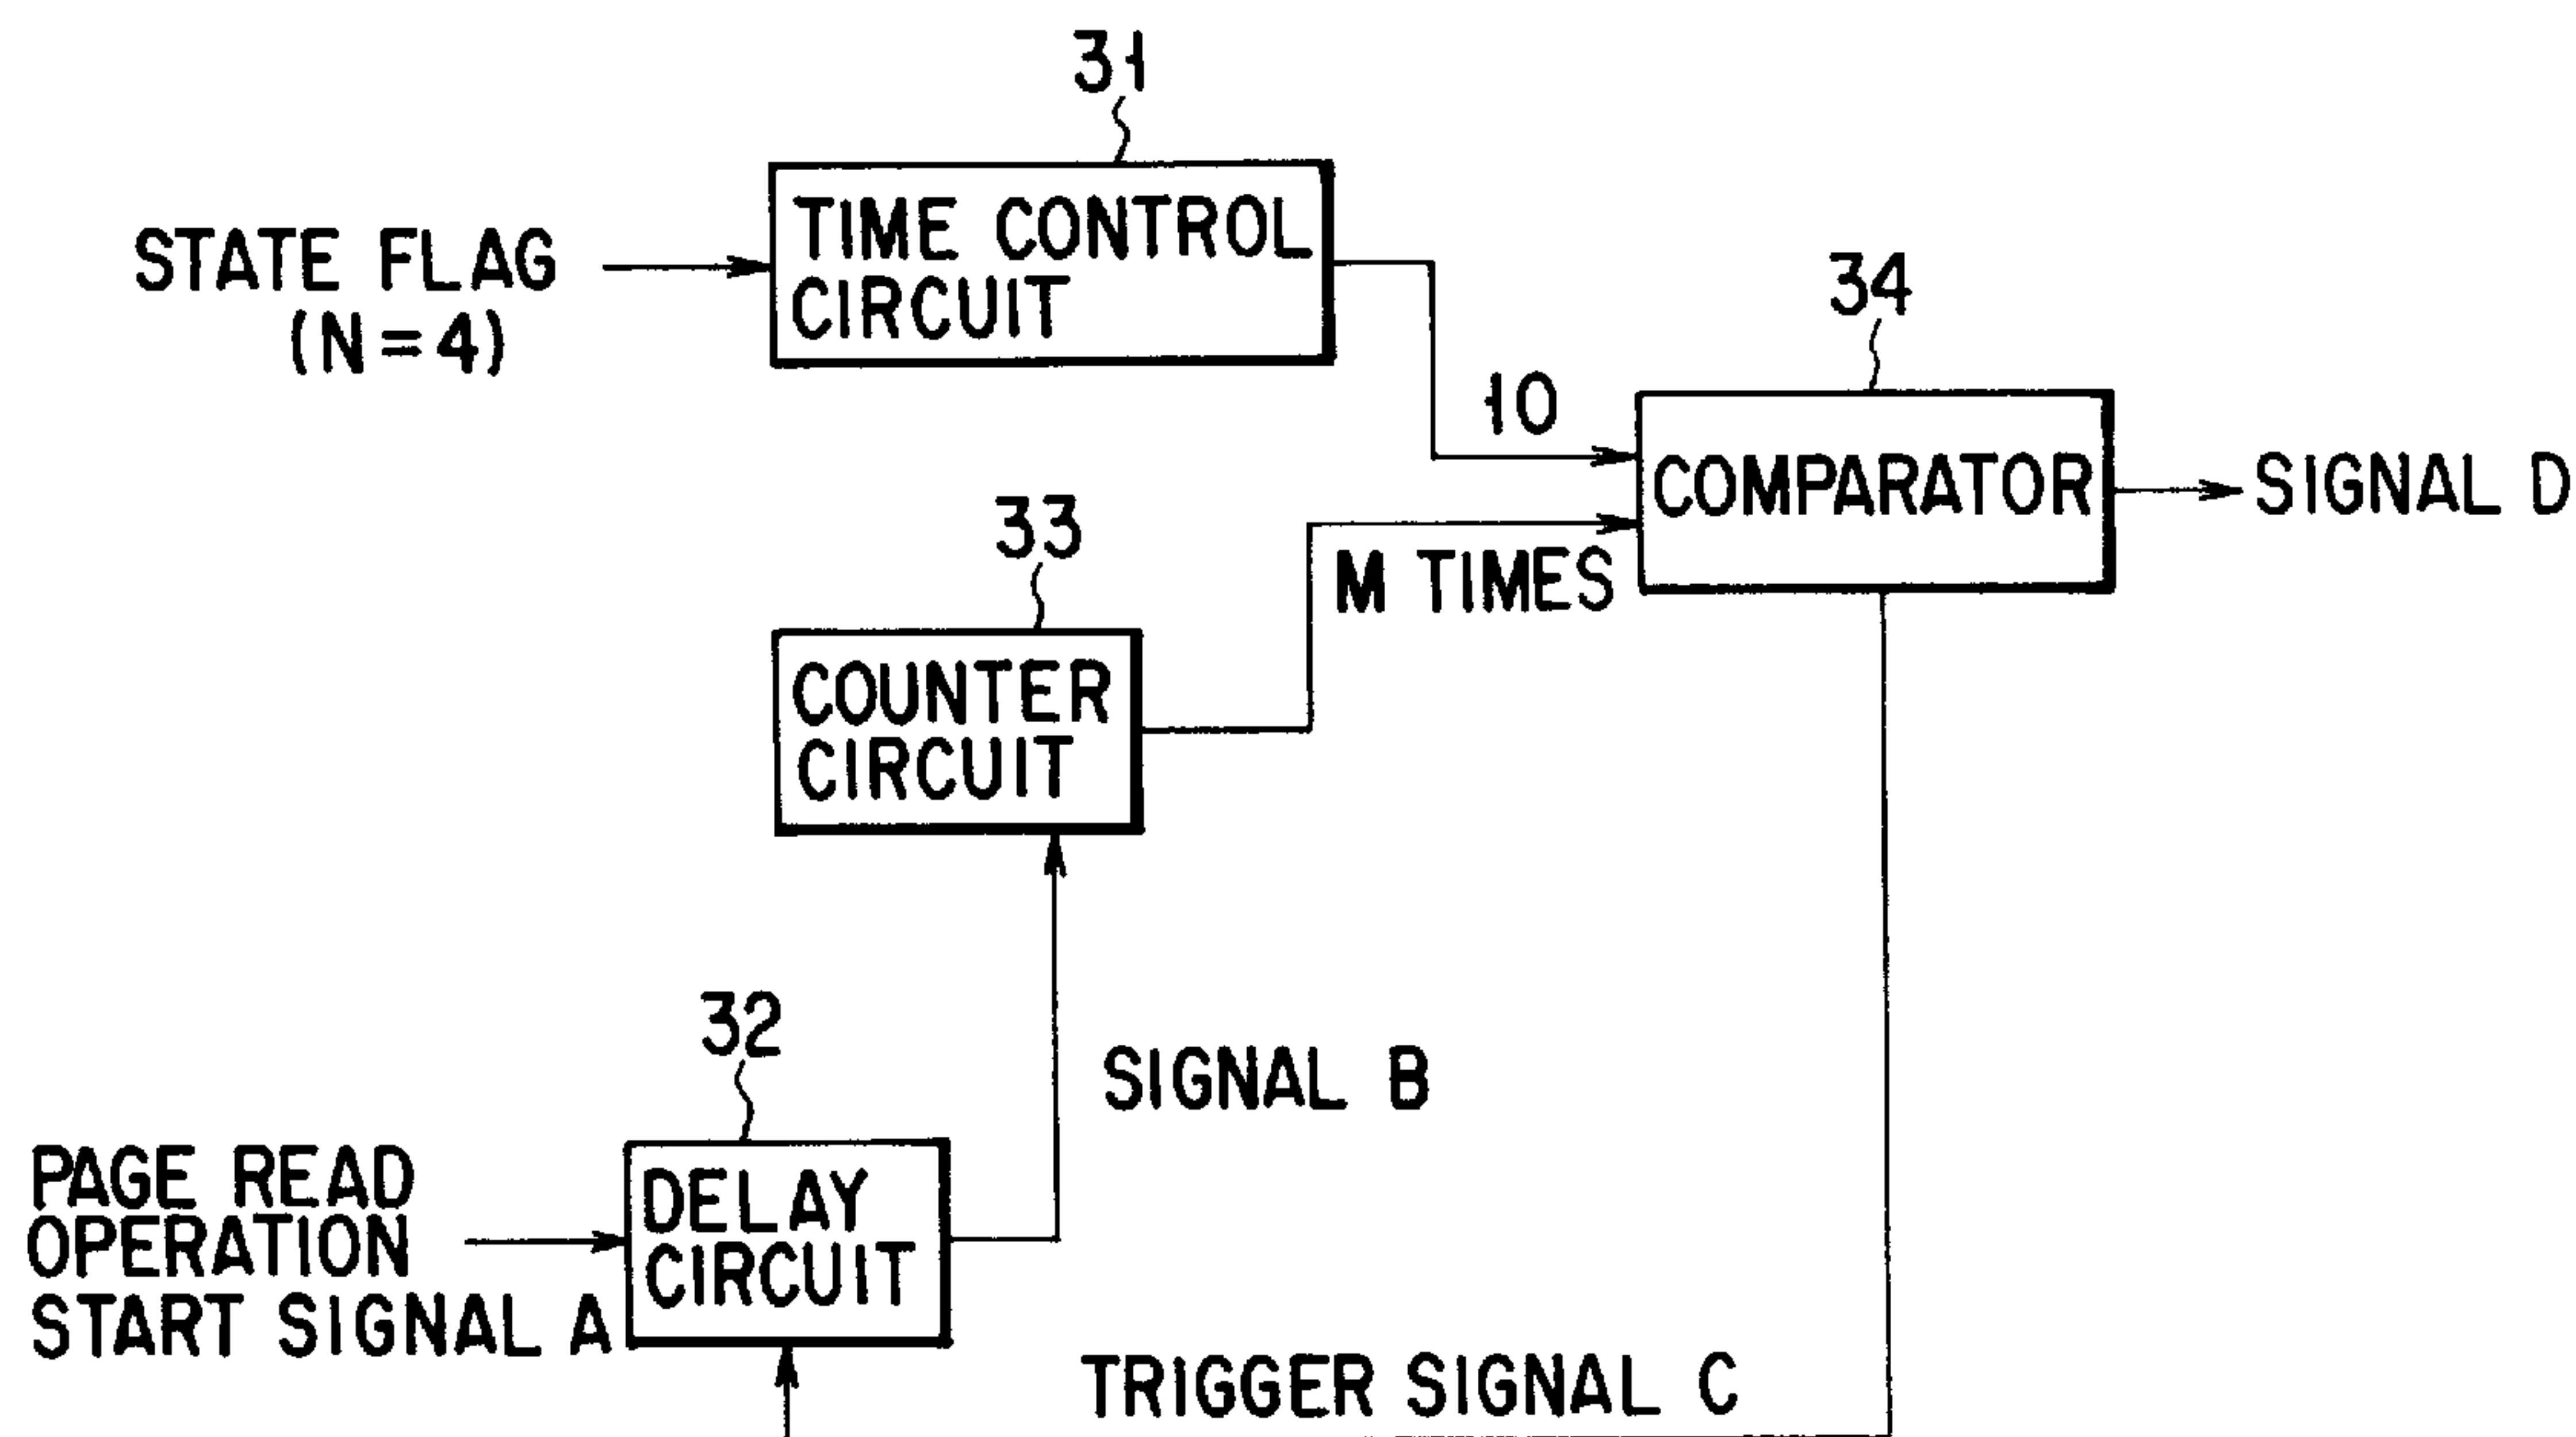 31
TIME CONTROL
CIRCUIT
STATE FLAG
(N=4)
34
10
COMPARATOR
SIGNAL D
33
M TIMES
COUNTER
CIRCUIT
32
SIGNAL B
PAGE READ
OPERATION
START SIGNAL A
DELAY
CIRCUIT
TRIGGER SIGNAL C